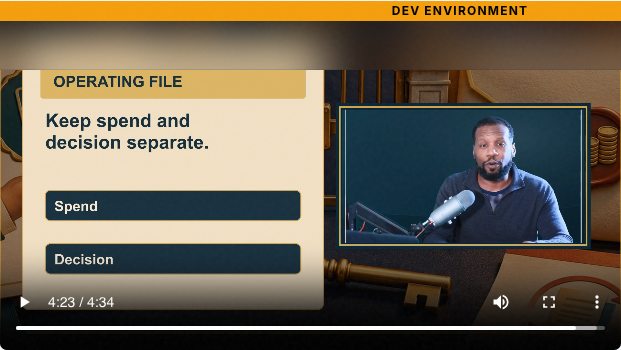 DEV ENVIRONMENT
OPERATING FILE
Keep spend and
decision separate.
Spend
Decision
4:23 / 4:34